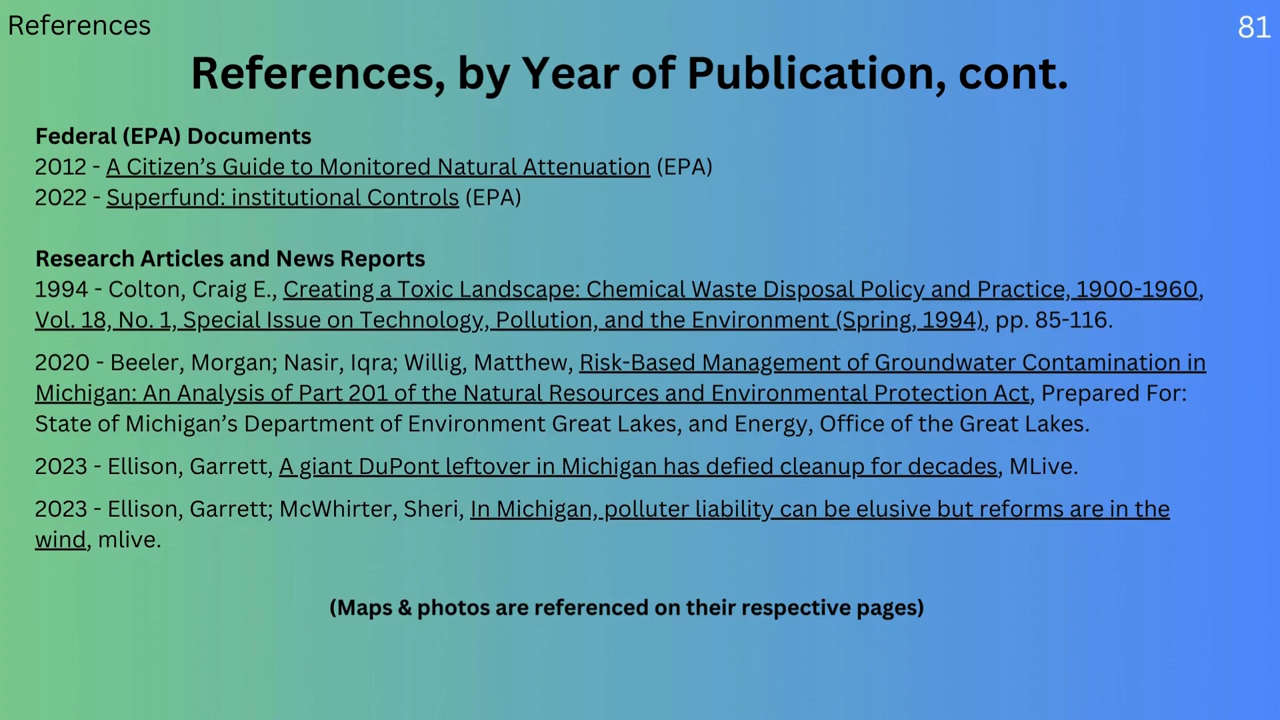 References
81
References, by Year of Publication, cont.
Federal (EPA) Documents
2012 - A Citizen’s Guide to Monitored Natural Attenuation (EPA)
2022 - Superfund: institutional Controls (EPA)
Research Articles and News Reports
1994 - Colton, Craig E., Creating a Toxic Landscape: Chemical Waste Disposal Policy and Practice, 1900-1960,
Vol. 18, No. 1, Special Issue on Technology, Pollution, and the Environment (Spring, 1994), pp. 85-116.
2020 - Beeler, Morgan; Nasir, Iqra; Willig, Matthew, Risk-Based Management of Groundwater Contamination in
Michigan: An Analysis of Part 201 of the Natural Resources and Environmental Protection Act, Prepared For:
State of Michigan’s Department of Environment Great Lakes, and Energy, Office of the Great Lakes.
2023 - Ellison, Garrett, A giant DuPont leftover in Michigan has defied cleanup for decades, MLive.
2023 - Ellison, Garrett; McWhirter, Sheri, In Michigan, polluter liability can be elusive but reforms are in the
wind, mlive.
(Maps & photos are referenced on their respective pages)